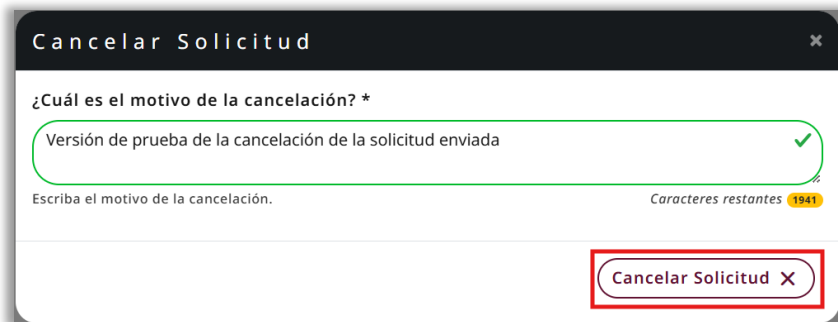 Cancelar Solicitud ×
¿Cuál es el motivo de la cancelación? *
Versión de prueba de la cancelación de la solicitud enviada
Escriba el motivo de la cancelación.
Caracteres restantes 1941
Cancelar Solicitud ×